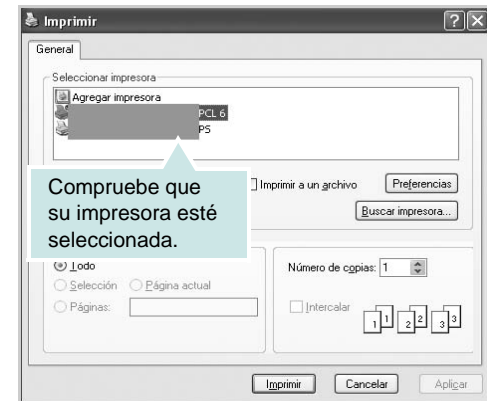 Imprimir
General
Seleccionar impresora
Agregar impresora
PCL 6
PS
Compruebe que
su impresora esté
seleccionada.
Imprimir a un archivo
Preferencias
Buscar impresora...
Todo
Selección
Página actual
Páginas:
Número de copias: 1
Intercalar
1 1 2 2 3 3
Imprimir
Cancelar
Aplicar